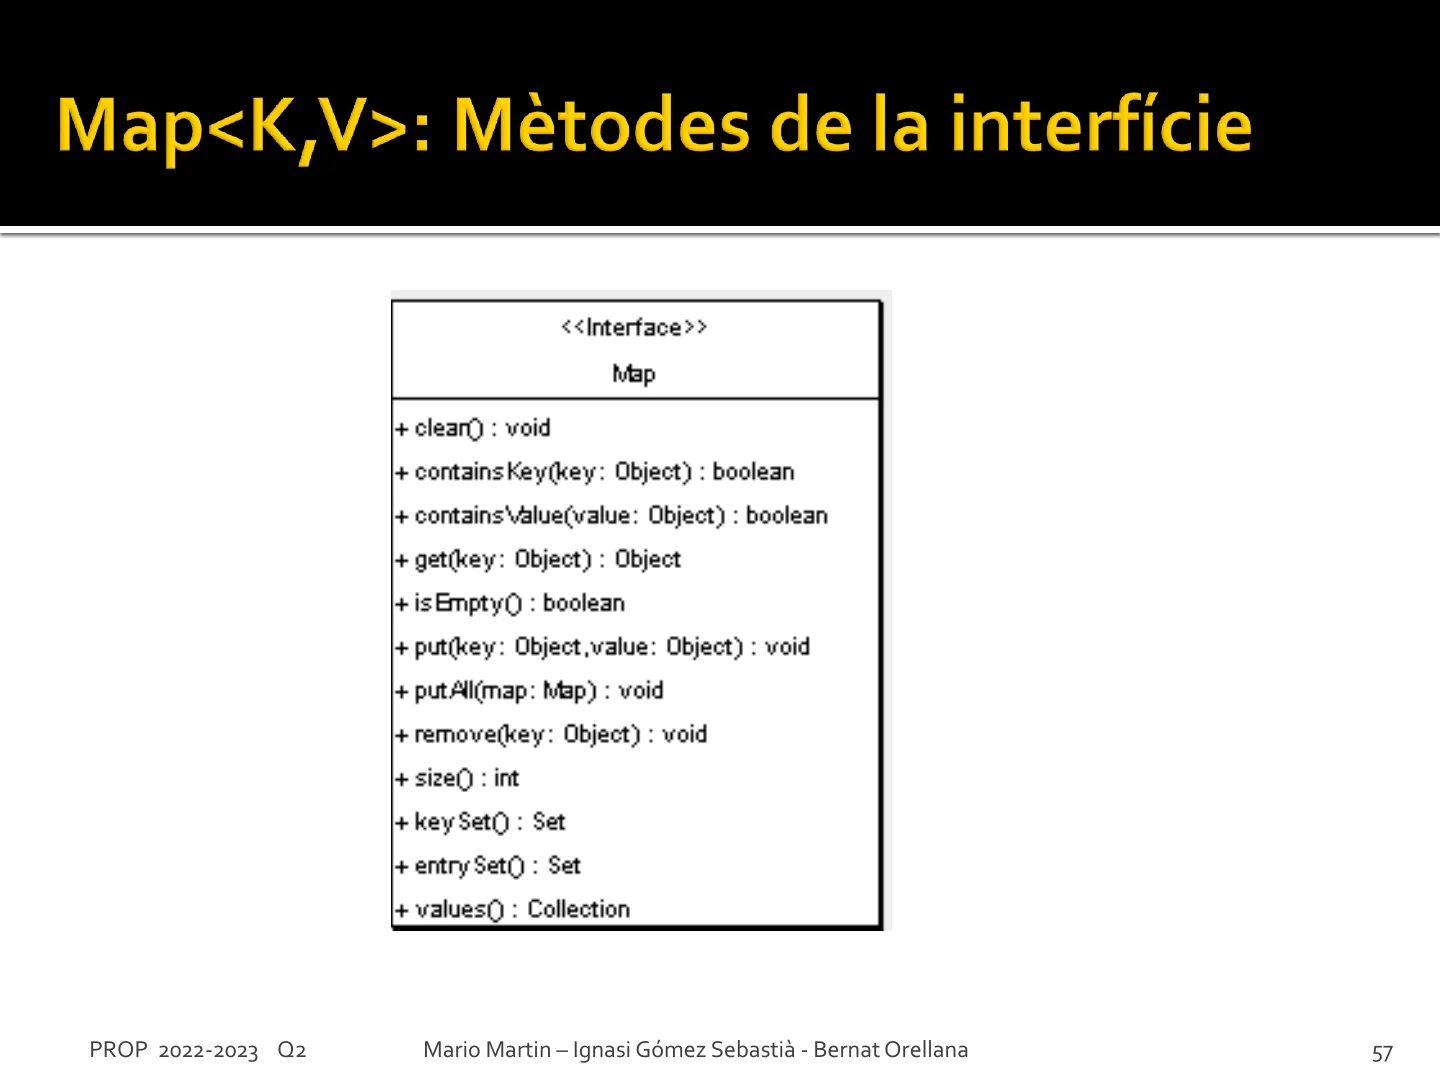 Map<K,V>: Mètodes de la interfície
<<Interface>>
Map
+ clear() : void
+ containsKey(key: Object) : boolean
+ containsValue(value: Object) : boolean
+ get(key: Object) : Object
+ isEmpty() : boolean
+ put(key: Object,value: Object) : void
+ putAll(map: Map) : void
+ remove(key: Object) : void
+ size() : int
+ keySet() : Set
+ entrySet() : Set
+ values() : Collection
PROP 2022-2023 Q2 Mario Martin – Ignasi Gómez Sebastià - Bernat Orellana 57